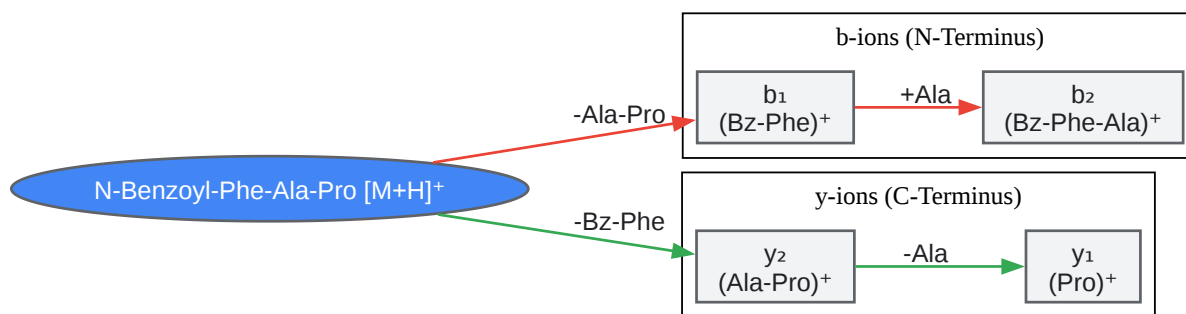 b-ions (N-Terminus)
b₁
(Bz-Phe)⁺
+Ala
b₂
(Bz-Phe-Ala)⁺
-Ala-Pro
N-Benzoyl-Phe-Ala-Pro [M+H]⁺
-Bz-Phe
y-ions (C-Terminus)
y₂
(Ala-Pro)⁺
-Ala
y₁
(Pro)⁺